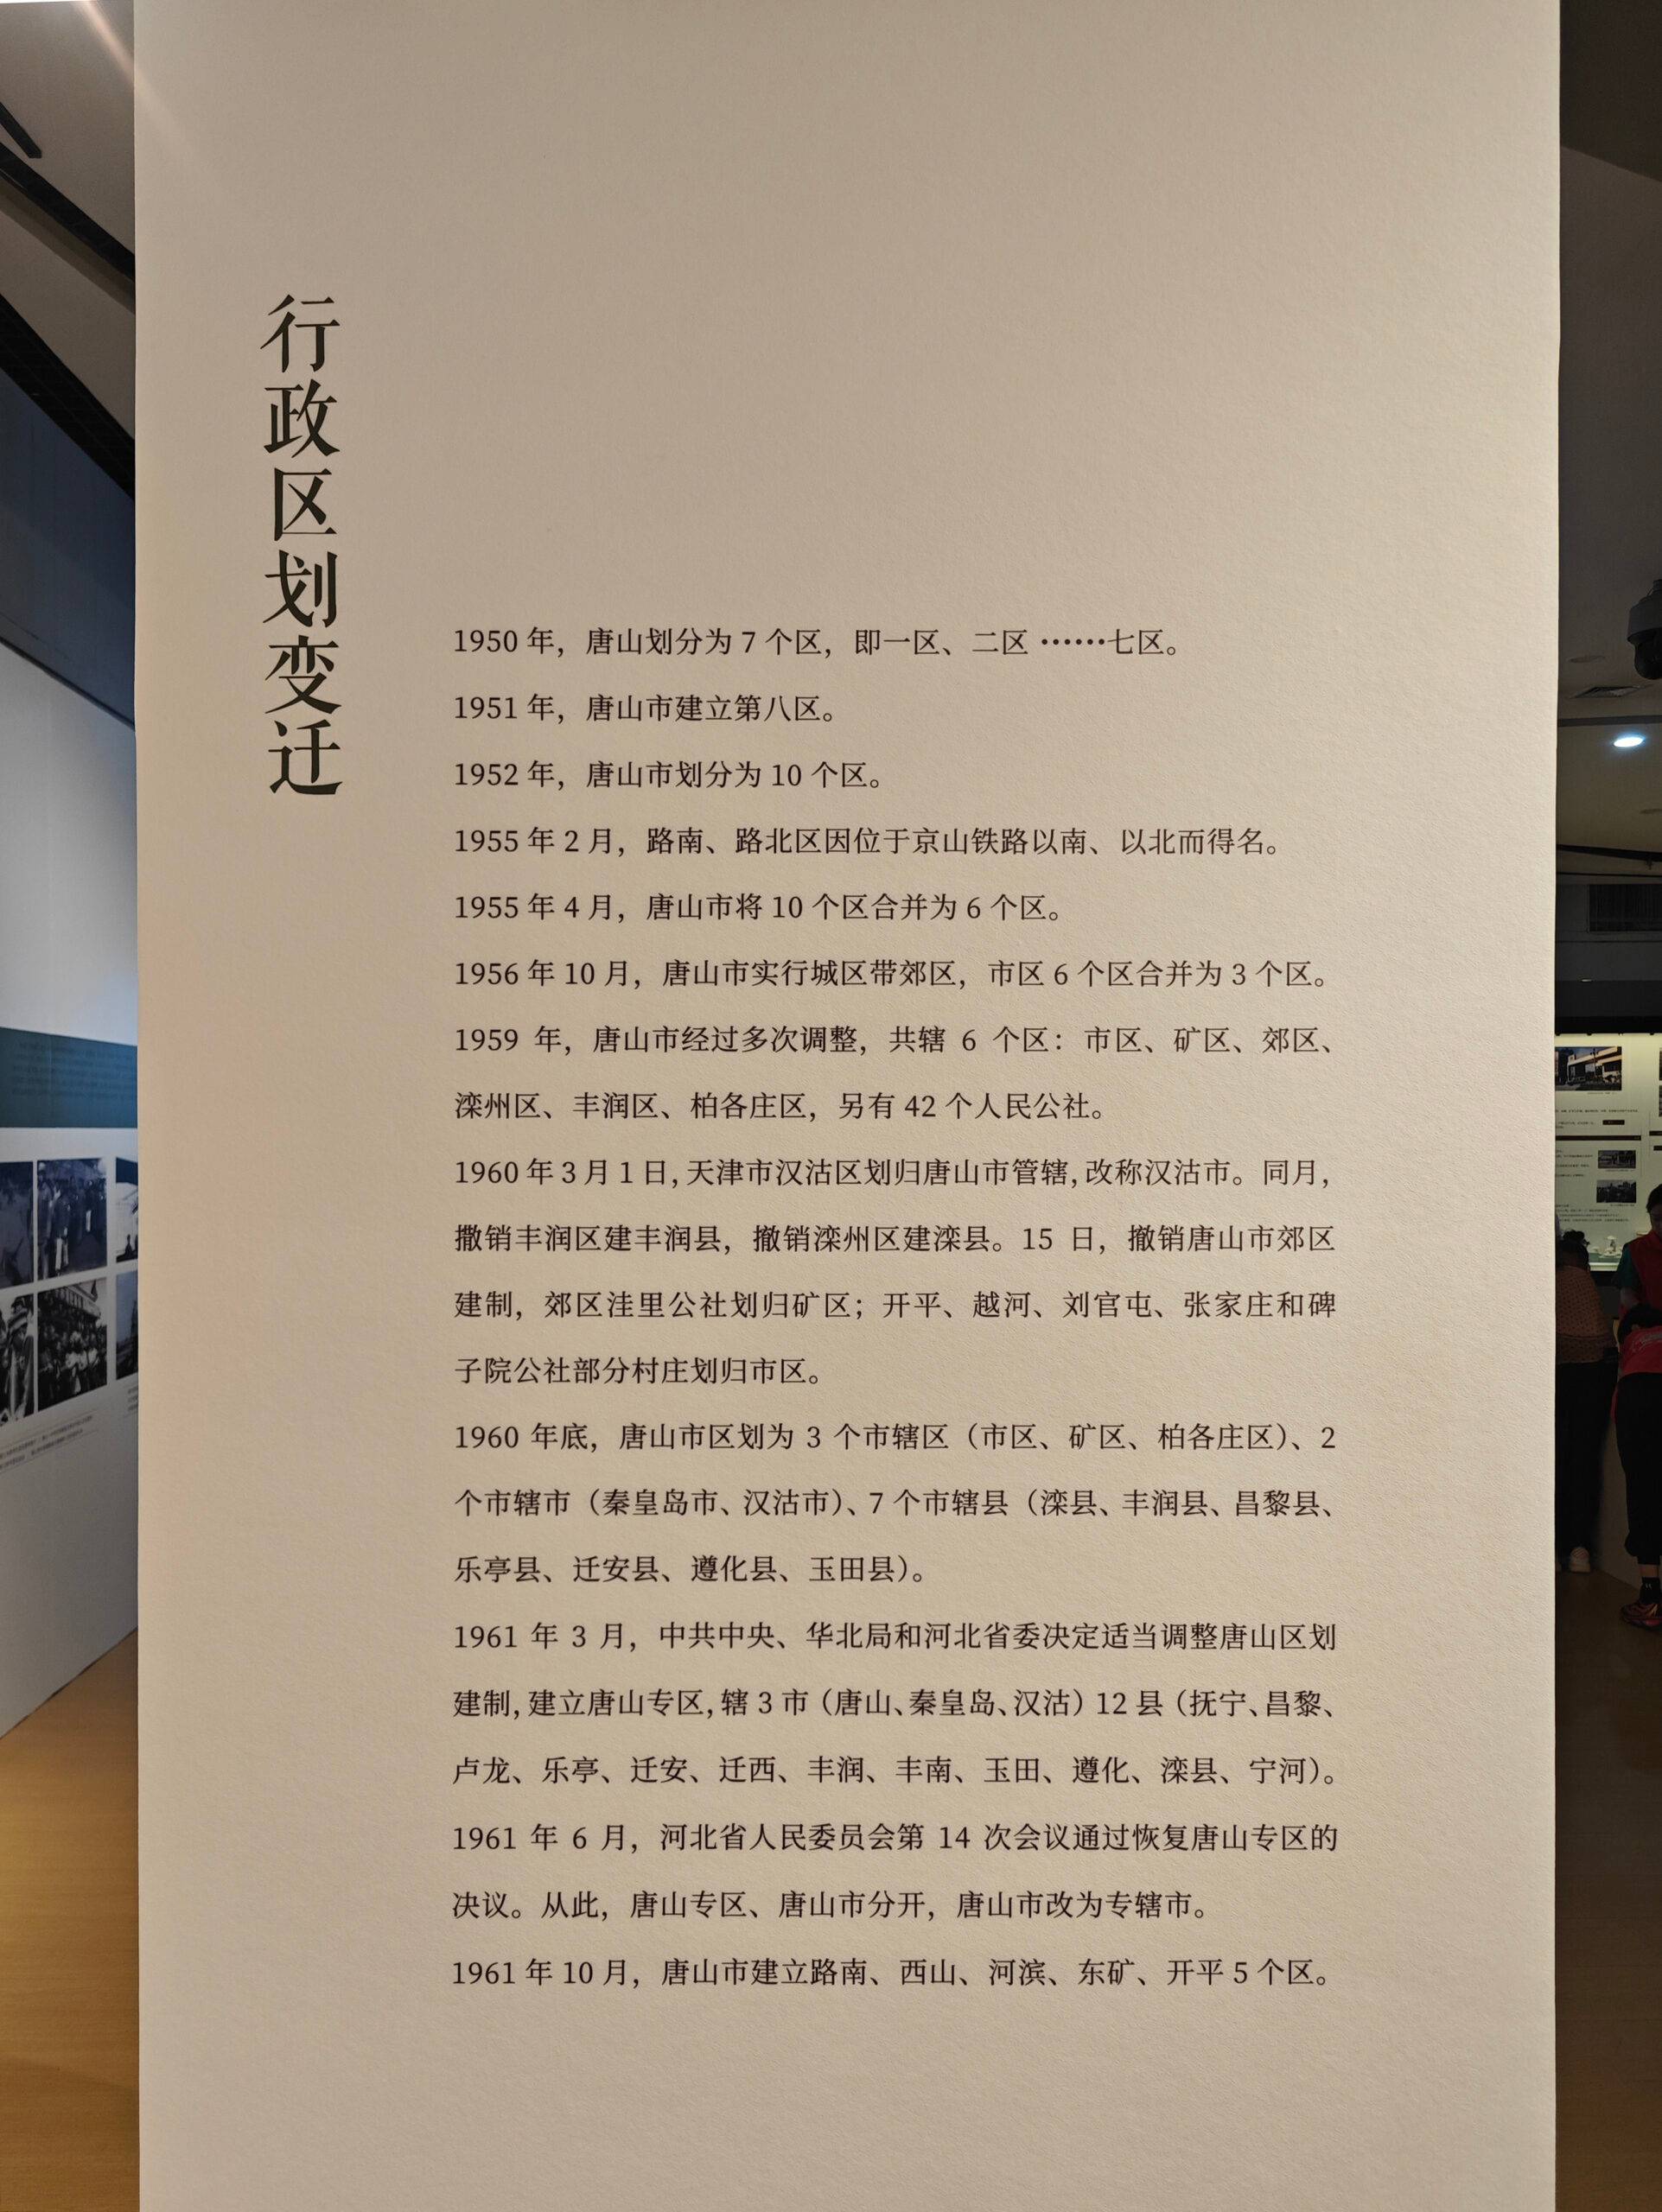 行政区划变迁
1950 年，唐山划分为 7 个区，即一区、二区 ……七区。
1951 年，唐山市建立第八区。
1952 年，唐山市划分为 10 个区。
1955 年 2 月，路南、路北区因位于京山铁路以南、以北而得名。
1955 年 4 月，唐山市将 10 个区合并为 6 个区。
1956 年 10 月，唐山市实行城区带郊区，市区 6 个区合并为 3 个区。
1959 年，唐山市经过多次调整，共辖 6 个区：市区、矿区、郊区、
滦州区、丰润区、柏各庄区，另有 42 个人民公社。
1960 年 3 月 1 日，天津市汉沽区划归唐山市管辖，改称汉沽市。同月，
撒销丰润区建丰润县，撤销滦州区建滦县。15 日，撤销唐山市郊区
建制，郊区洼里公社划归矿区；开平、越河、刘官屯、张家庄和碑
子院公社部分村庄划归市区。
1960 年底，唐山市区划为 3 个市辖区（市区、矿区、柏各庄区）、2
个市辖市（秦皇岛市、汉沽市）、7 个市辖县（滦县、丰润县、昌黎县、
乐亭县、迁安县、遵化县、玉田县）。
1961 年 3 月，中共中央、华北局和河北省委决定适当调整唐山区划
建制，建立唐山专区，辖 3 市（唐山、秦皇岛、汉沽）12 县（抚宁、昌黎、
卢龙、乐亭、迁安、迁西、丰润、丰南、玉田、遵化、滦县、宁河）。
1961 年 6 月，河北省人民委员会第 14 次会议通过恢复唐山专区的
决议。从此，唐山专区、唐山市分开，唐山市改为专辖市。
1961 年 10 月，唐山市建立路南、西山、河滨、东矿、开平 5 个区。